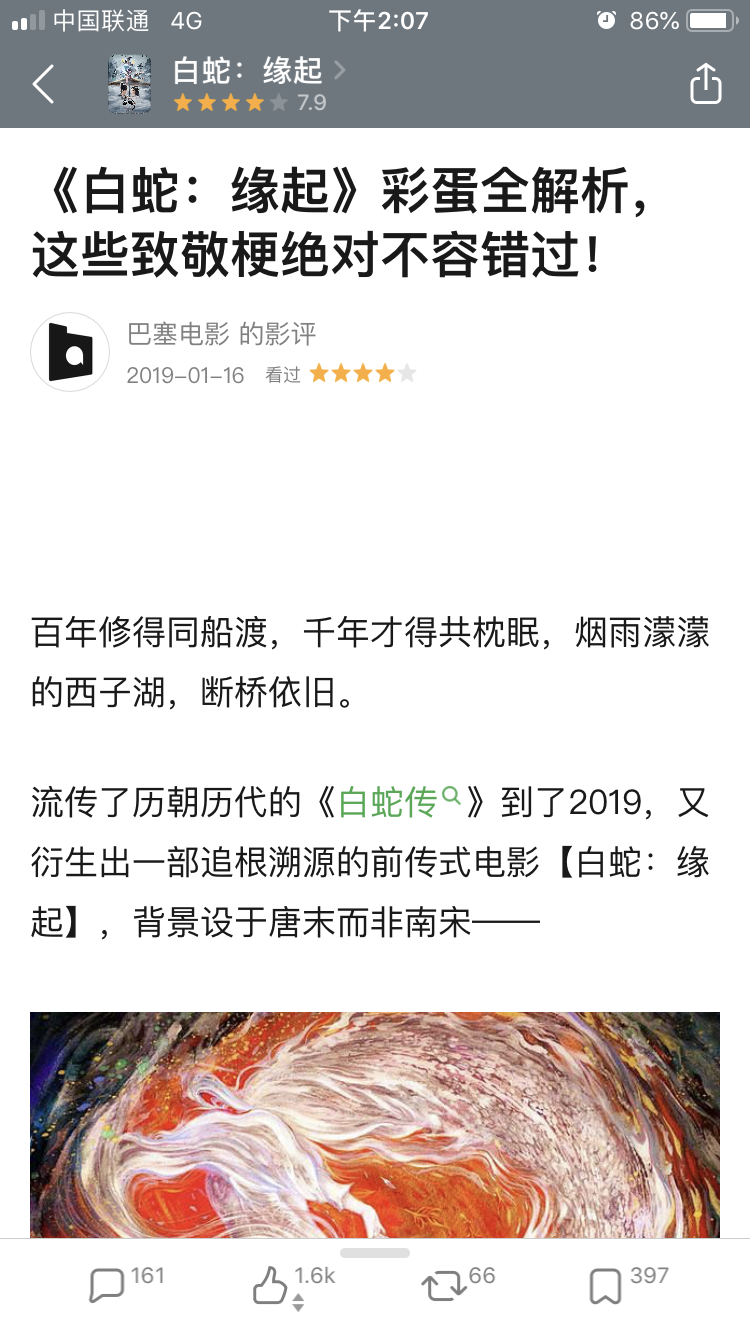 中国联通 4G 下午2:07 86%
白蛇：缘起
7.9
《白蛇：缘起》彩蛋全解析，
这些致敬梗绝对不容错过！
巴塞电影 的影评
2019-01-16 看过
百年修得同船渡，千年才得共枕眠，烟雨濛濛
的西子湖，断桥依旧。
流传了历朝历代的《白蛇传》到了2019，又
衍生出一部追根溯源的前传式电影【白蛇：缘
起】，背景设于唐末而非南宋——
161 1.6k 66 397